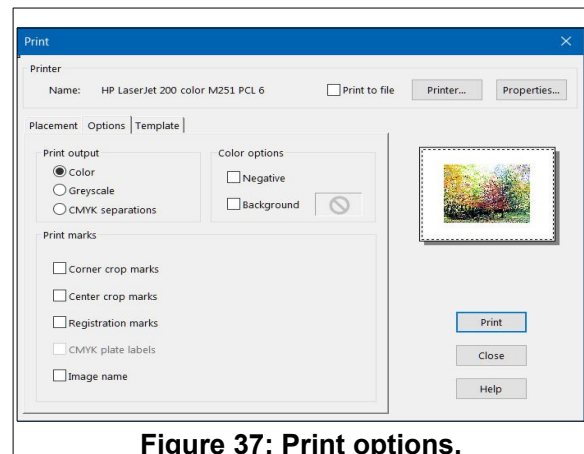 Print
Printer
Name: HP LaserJet 200 color M251 PCL 6 Print to file Printer... Properties...
Placement Options Template
Print output
Color
Greyscale
CMYK separations
Color options
Negative
Background
Print marks
Corner crop marks
Center crop marks
Registration marks
CMYK plate labels
Image name
Print
Close
Help
Figure 37: Print options.